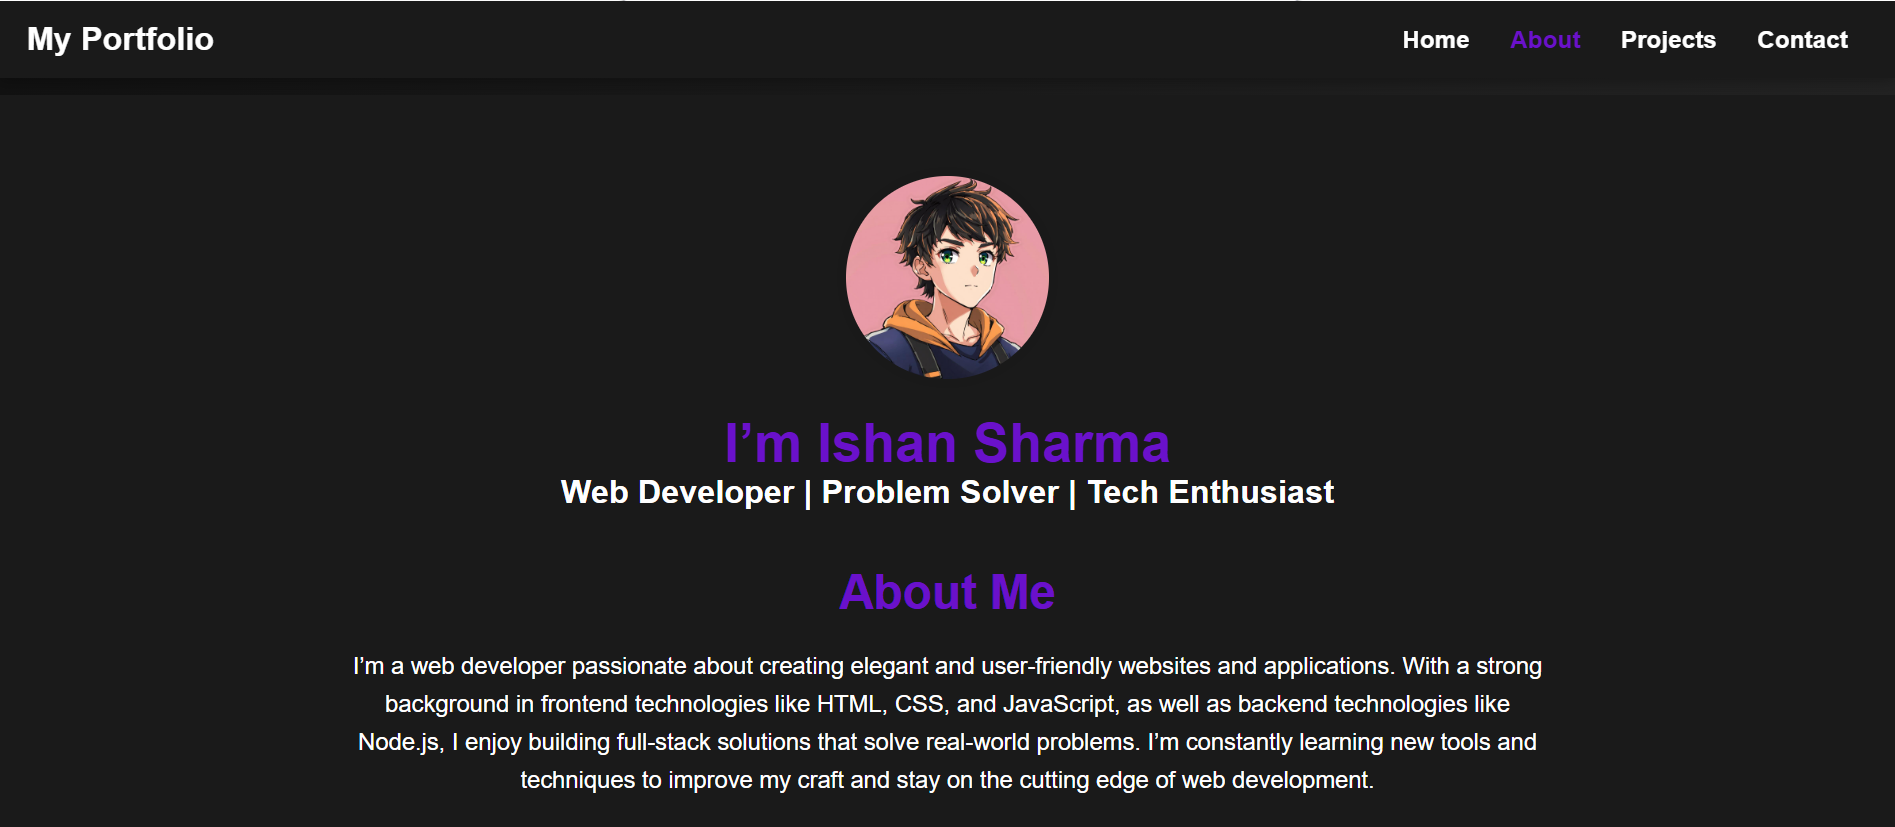 My Portfolio
Home About Projects Contact
I’m Ishan Sharma
Web Developer | Problem Solver | Tech Enthusiast
About Me
I’m a web developer passionate about creating elegant and user-friendly websites and applications. With a strong
background in frontend technologies like HTML, CSS, and JavaScript, as well as backend technologies like
Node.js, I enjoy building full-stack solutions that solve real-world problems. I’m constantly learning new tools and
techniques to improve my craft and stay on the cutting edge of web development.